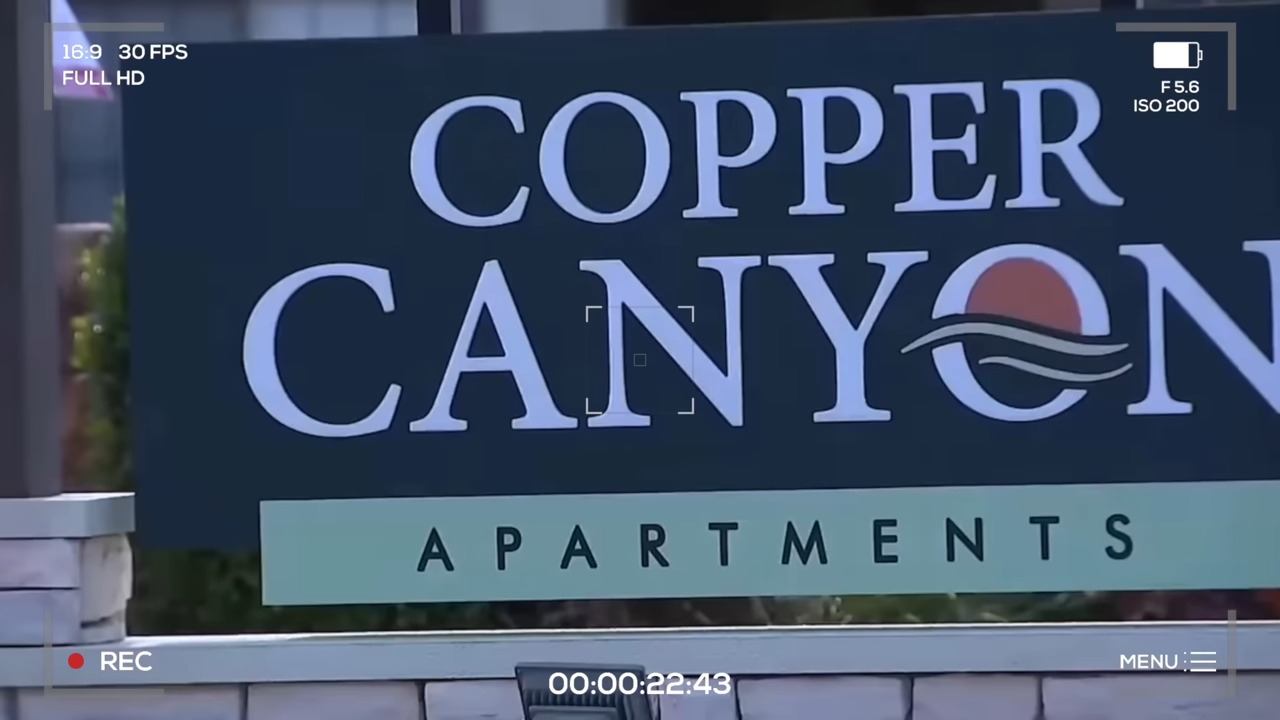 16:9 30 FPS
FULL HD
F 5.6
ISO 200
COPPER
CANYON
APARTMENTS
REC
00:00:22:43
MENU